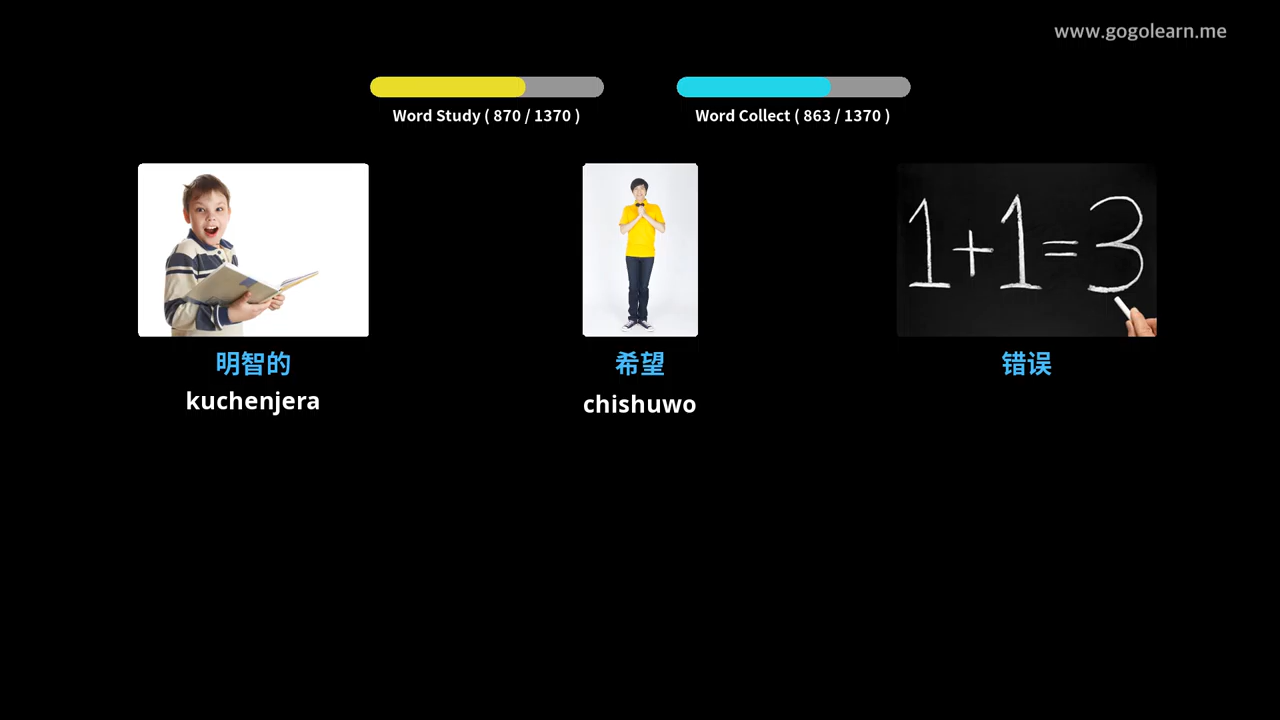 www.gogolearn.me
Word Study ( 870 / 1370 )
Word Collect ( 863 / 1370 )
1+1=3
明智的
希望
错误
kuchenjera
chishuwo